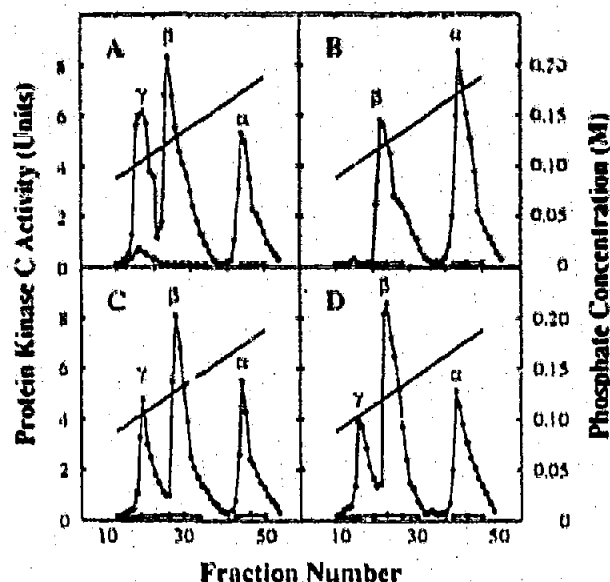 A
β
γ
α
B
α
β
C
β
γ
α
D
β
γ
α
8
6
4
2
0
8
6
4
2
0
0.20
0.15
0.10
0.05
0
0.20
0.15
0.10
0.05
0
10 30 50 10 30 50
Protein Kinase C Activity (Units)
Phosphate Concentration (M)
Fraction Number